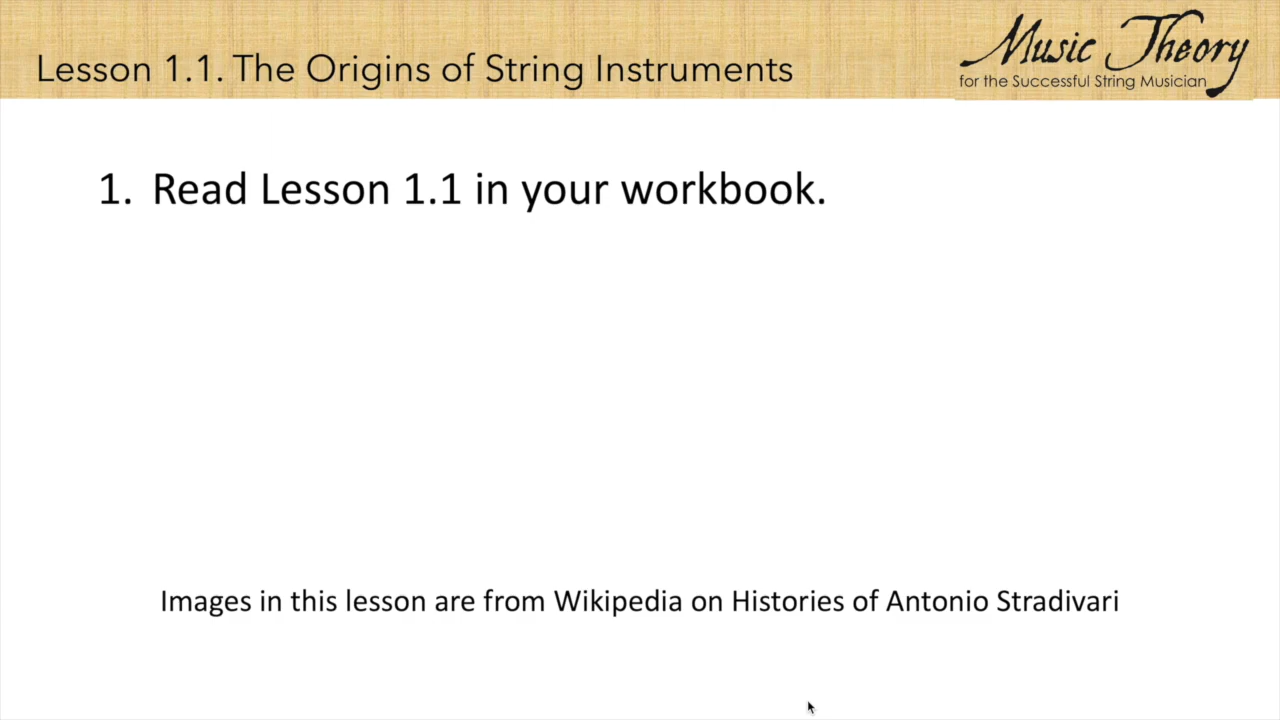 Lesson 1.1. The Origins of String Instruments
Music Theory
for the Successful String Musician
1. Read Lesson 1.1 in your workbook.
Images in this lesson are from Wikipedia on Histories of Antonio Stradivari